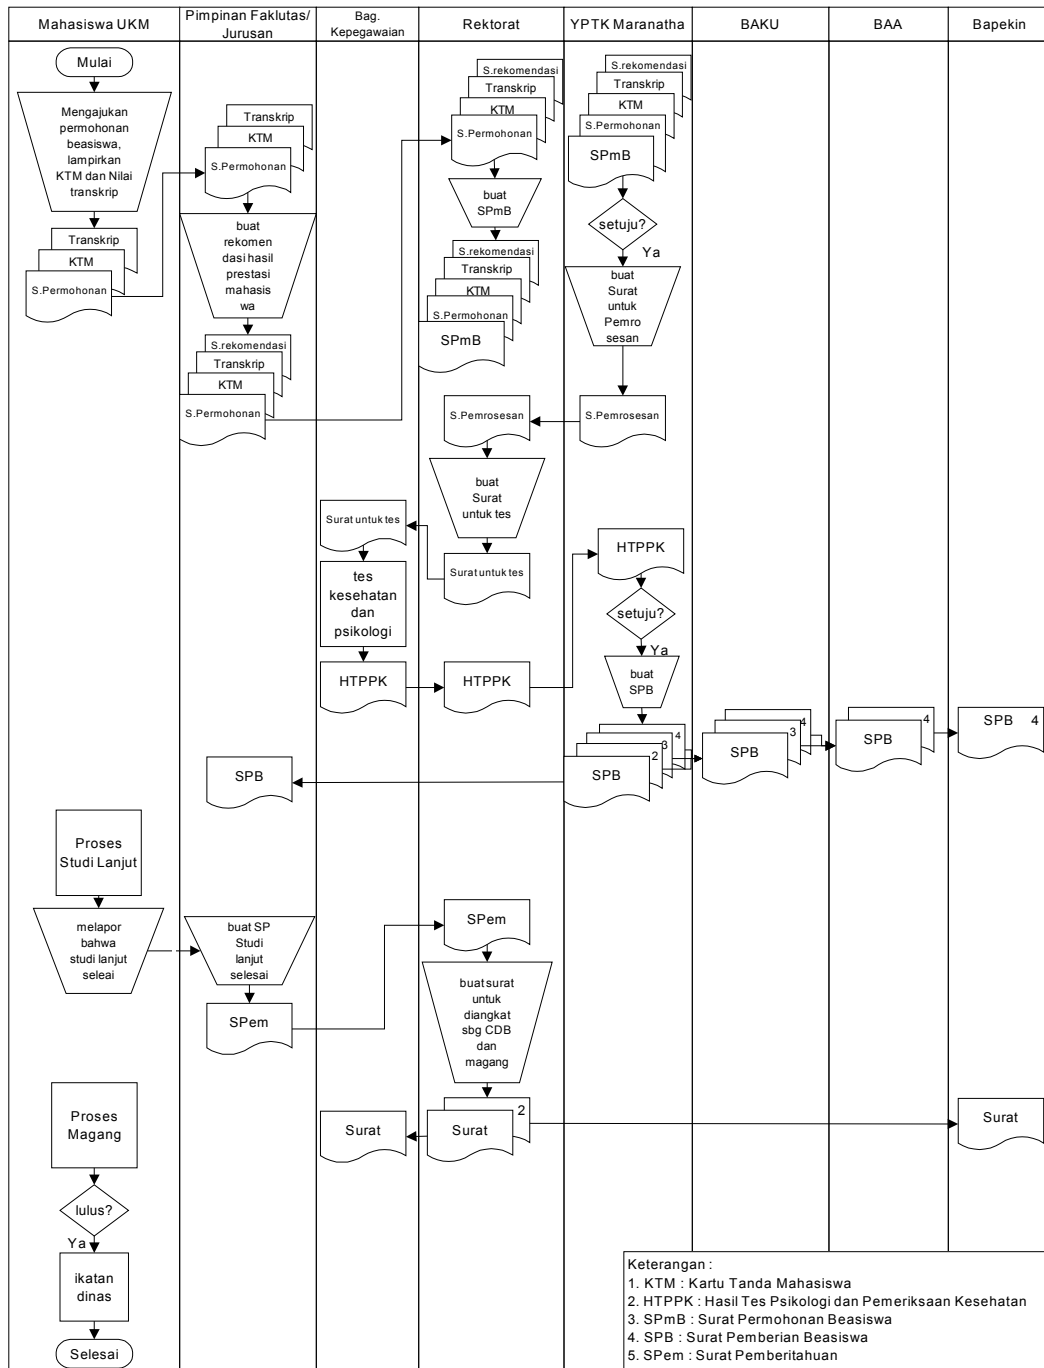 Mahasiswa UKM
Pimpinan Faklutas/
Jurusan
Bag.
Kepegawaian
Rektorat
YPTK Maranatha
BAKU
BAA
Bapekin
Mulai
Mengajukan
permohonan
beasiswa,
lampirkan
KTM dan Nilai
transkrip
Transkrip
KTM
S.Permohonan
Transkrip
KTM
S.Permohonan
buat
rekomen
dasi hasil
prestasi
mahasis
wa
S.rekomendasi
Transkrip
KTM
S.Permohonan
S.rekomendasi
Transkrip
KTM
S.Permohonan
buat
SPmB
S.rekomendasi
Transkrip
KTM
S.Permohonan
SPmB
S.rekomendasi
Transkrip
KTM
S.Permohonan
SPmB
setuju?
Ya
buat
Surat
untuk
Pemro
sesan
S.Pemrosesan
S.Pemrosesan
buat
Surat
untuk tes
Surat untuk tes
Surat untuk tes
tes
kesehatan
dan
psikologi
HTPPK
HTPPK
HTPPK
setuju?
Ya
buat
SPB
4
3
2
SPB
4
3
SPB
4
SPB
SPB 4
SPB
Proses
Studi Lanjut
melapor
bahwa
studi lanjut
seleai
buat SP
Studi
lanjut
selesai
SPem
SPem
buat surat
untuk
diangkat
sbg CDB
dan
magang
2
Surat
Surat
Surat
Proses
Magang
lulus?
Ya
ikatan
dinas
Selesai
Keterangan :
1. KTM : Kartu Tanda Mahasiswa
2. HTPPK : Hasil Tes Psikologi dan Pemeriksaan Kesehatan
3. SPmB : Surat Permohonan Beasiswa
4. SPB : Surat Pemberian Beasiswa
5. SPem : Surat Pemberitahuan